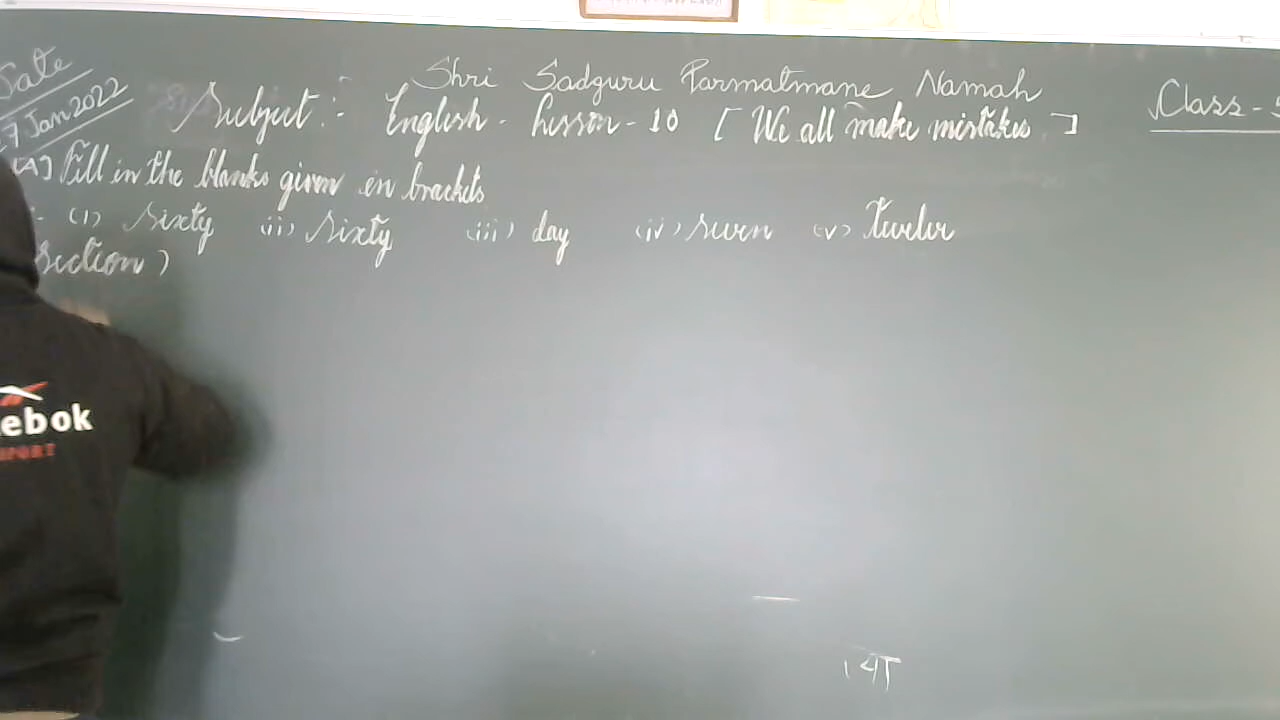 Shri Sadguru Parmatmane Namah
Date
7 Jan 2022
Subject :- English - Lesson - 10 [ We all make mistakes ]
Class -
[A] Fill in the blanks given in brackets
(i) Sixty (ii) Sixty (iii) day (iv) seven (v) Twelve
Section )
ebok